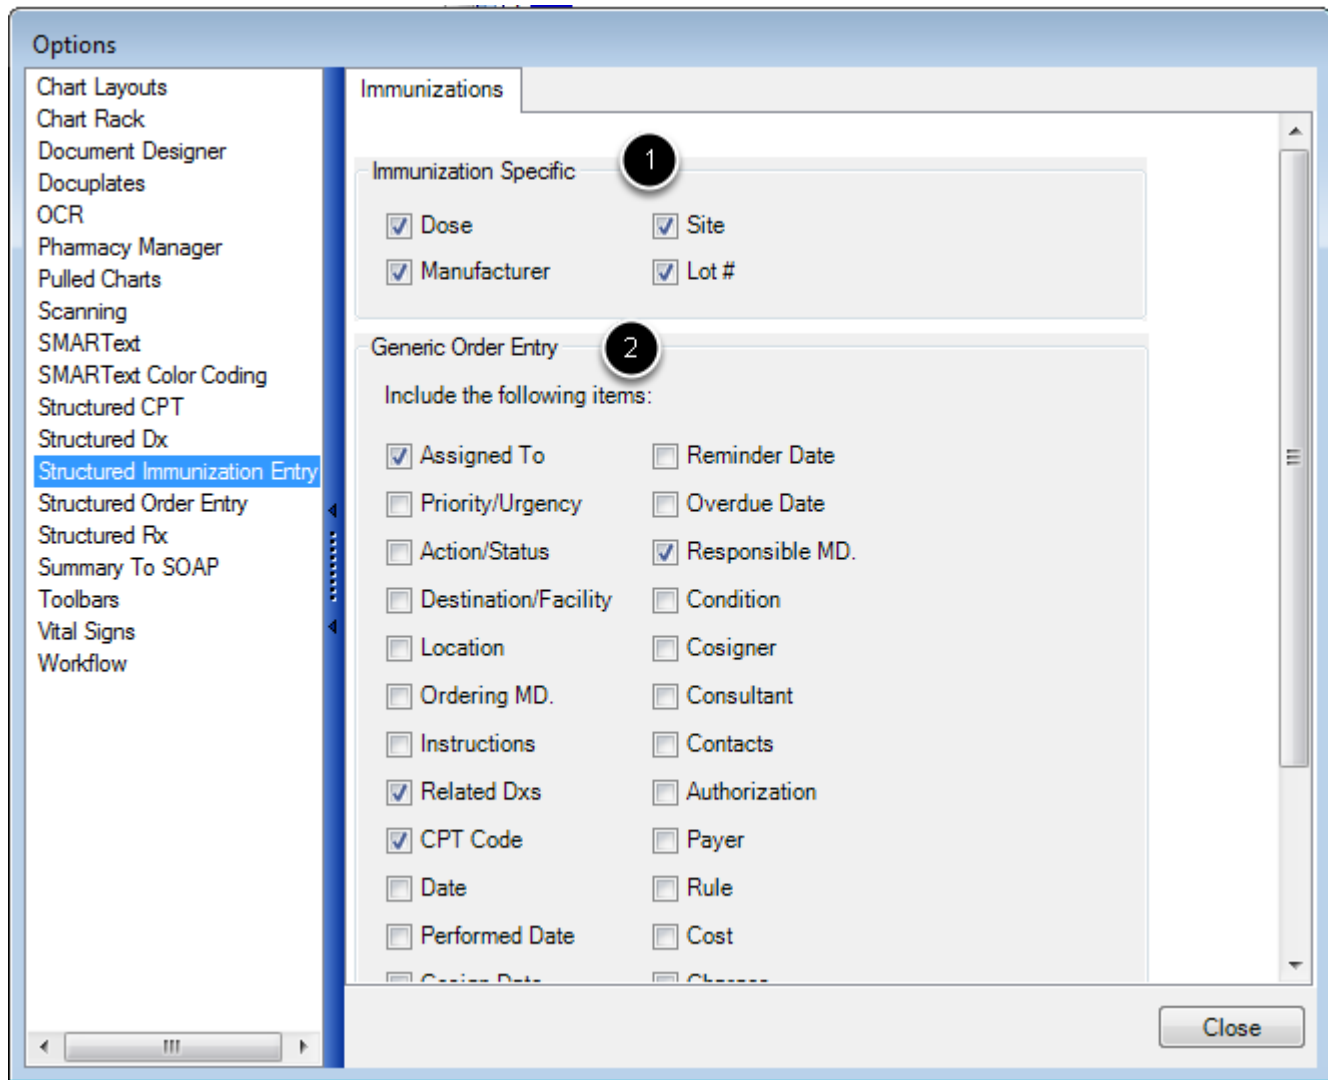 Options
Chart Layouts
Chart Rack
Document Designer
Docuplates
OCR
Pharmacy Manager
Pulled Charts
Scanning
SMARText
SMARText Color Coding
Structured CPT
Structured Dx
Structured Immunization Entry
Structured Order Entry
Structured Rx
Summary To SOAP
Toolbars
Vital Signs
Workflow
Immunizations
Immunization Specific 1
Dose Site
Manufacturer Lot #
Generic Order Entry 2
Include the following items:
Assigned To Reminder Date
Priority/Urgency Overdue Date
Action/Status Responsible MD.
Destination/Facility Condition
Location Cosigner
Ordering MD. Consultant
Instructions Contacts
Related Dxs Authorization
CPT Code Payer
Date Rule
Performed Date Cost
Close